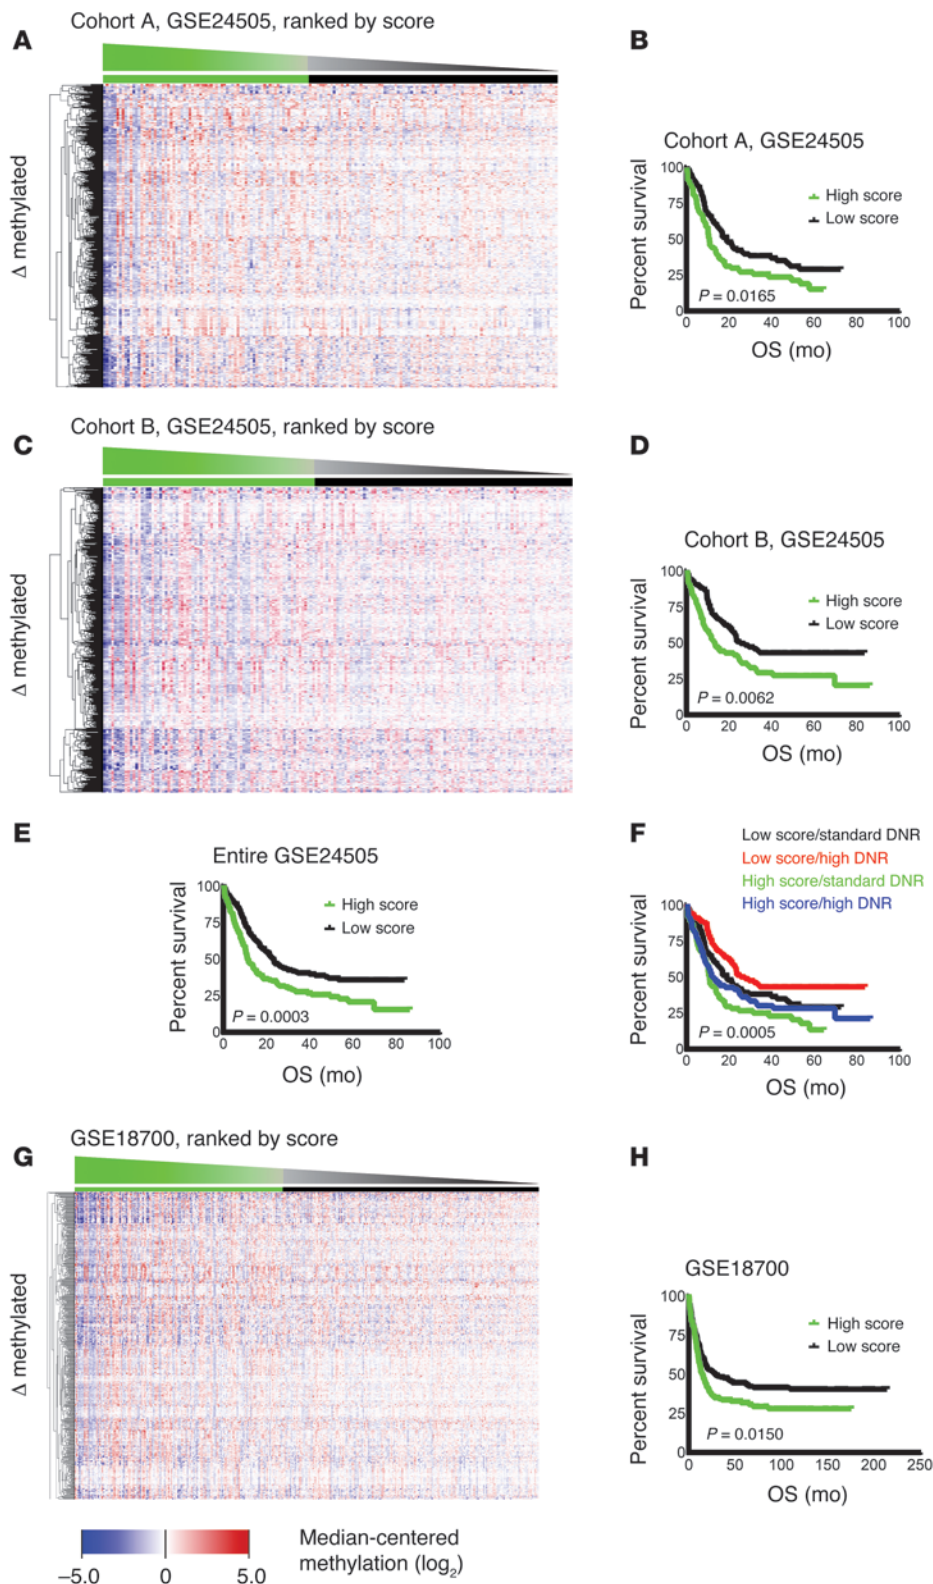 Cohort A, GSE24505, ranked by score
A
B
Δ methylated
Cohort A, GSE24505
Percent survival
100
75
50
25
0
High score
Low score
P = 0.0165
0 20 40 60 80 100
OS (mo)
Cohort B, GSE24505, ranked by score
C
D
Δ methylated
Cohort B, GSE24505
Percent survival
100
75
50
25
0
High score
Low score
P = 0.0062
0 20 40 60 80 100
OS (mo)
E
Entire GSE24505
Percent survival
100
75
50
25
0
High score
Low score
P = 0.0003
0 20 40 60 80 100
OS (mo)
F
Low score/standard DNR
Low score/high DNR
High score/standard DNR
High score/high DNR
Percent survival
100
75
50
25
0
P = 0.0005
0 20 40 60 80 100
OS (mo)
GSE18700, ranked by score
G
H
Δ methylated
GSE18700
Percent survival
100
75
50
25
0
High score
Low score
P = 0.0150
0 50 100 150 200 250
OS (mo)
–5.0 0 5.0
Median-centered
methylation (log2)